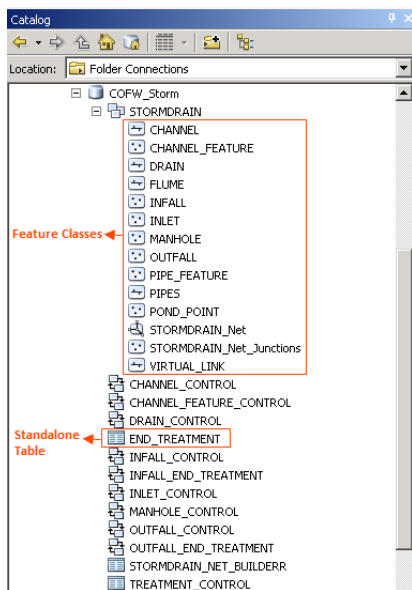 Catalog
Location: Folder Connections
COFW_Storm
STORMDRAIN
CHANNEL
CHANNEL_FEATURE
DRAIN
FLUME
INFALL
INLET
Feature Classes
MANHOLE
OUTFALL
PIPE_FEATURE
PIPES
POND_POINT
STORMDRAIN_Net
STORMDRAIN_Net_Junctions
VIRTUAL_LINK
CHANNEL_CONTROL
CHANNEL_FEATURE_CONTROL
DRAIN_CONTROL
Standalone
Table
END_TREATMENT
INFALL_CONTROL
INFALL_END_TREATMENT
INLET_CONTROL
MANHOLE_CONTROL
OUTFALL_CONTROL
OUTFALL_END_TREATMENT
STORMDRAIN_NET_BUILDERR
TREATMENT_CONTROL